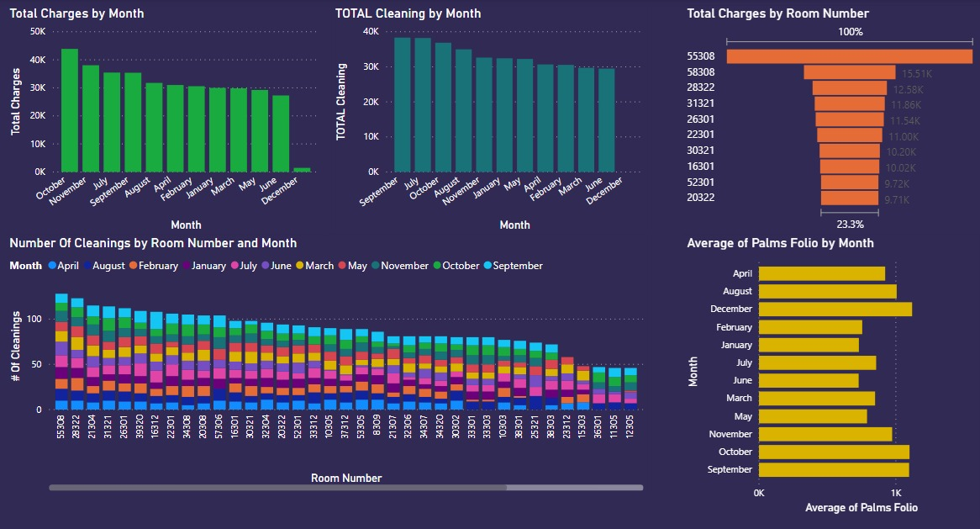 Total Charges by Month
50K
40K
30K
20K
10K
0K
Total Charges
October
November
July
September
August
April
February
January
March
May
June
December
Month
TOTAL Cleaning by Month
40K
30K
20K
10K
0K
TOTAL Cleaning
September
July
October
August
November
January
May
April
February
March
June
December
Month
Total Charges by Room Number
100%
55308
58308 15.51K
28322 12.58K
31321 11.86K
26301 11.54K
22301 11.00K
30321 10.20K
16301 10.02K
52301 9.72K
20322 9.71K
23.3%
Number Of Cleanings by Room Number and Month
Month April August February January July June March May November October September
# Of Cleanings
100
50
0
55308
28322
21304
31321
26301
39320
16312
22301
34308
20308
57306
16301
30321
32304
20322
52301
33312
10305
37312
53305
8309
21307
32306
34307
34320
30302
33301
33303
10303
38301
25321
38303
23312
15303
36301
11305
12305
Room Number
Average of Palms Folio by Month
Month
April
August
December
February
January
July
June
March
May
November
October
September
0K 1K
Average of Palms Folio